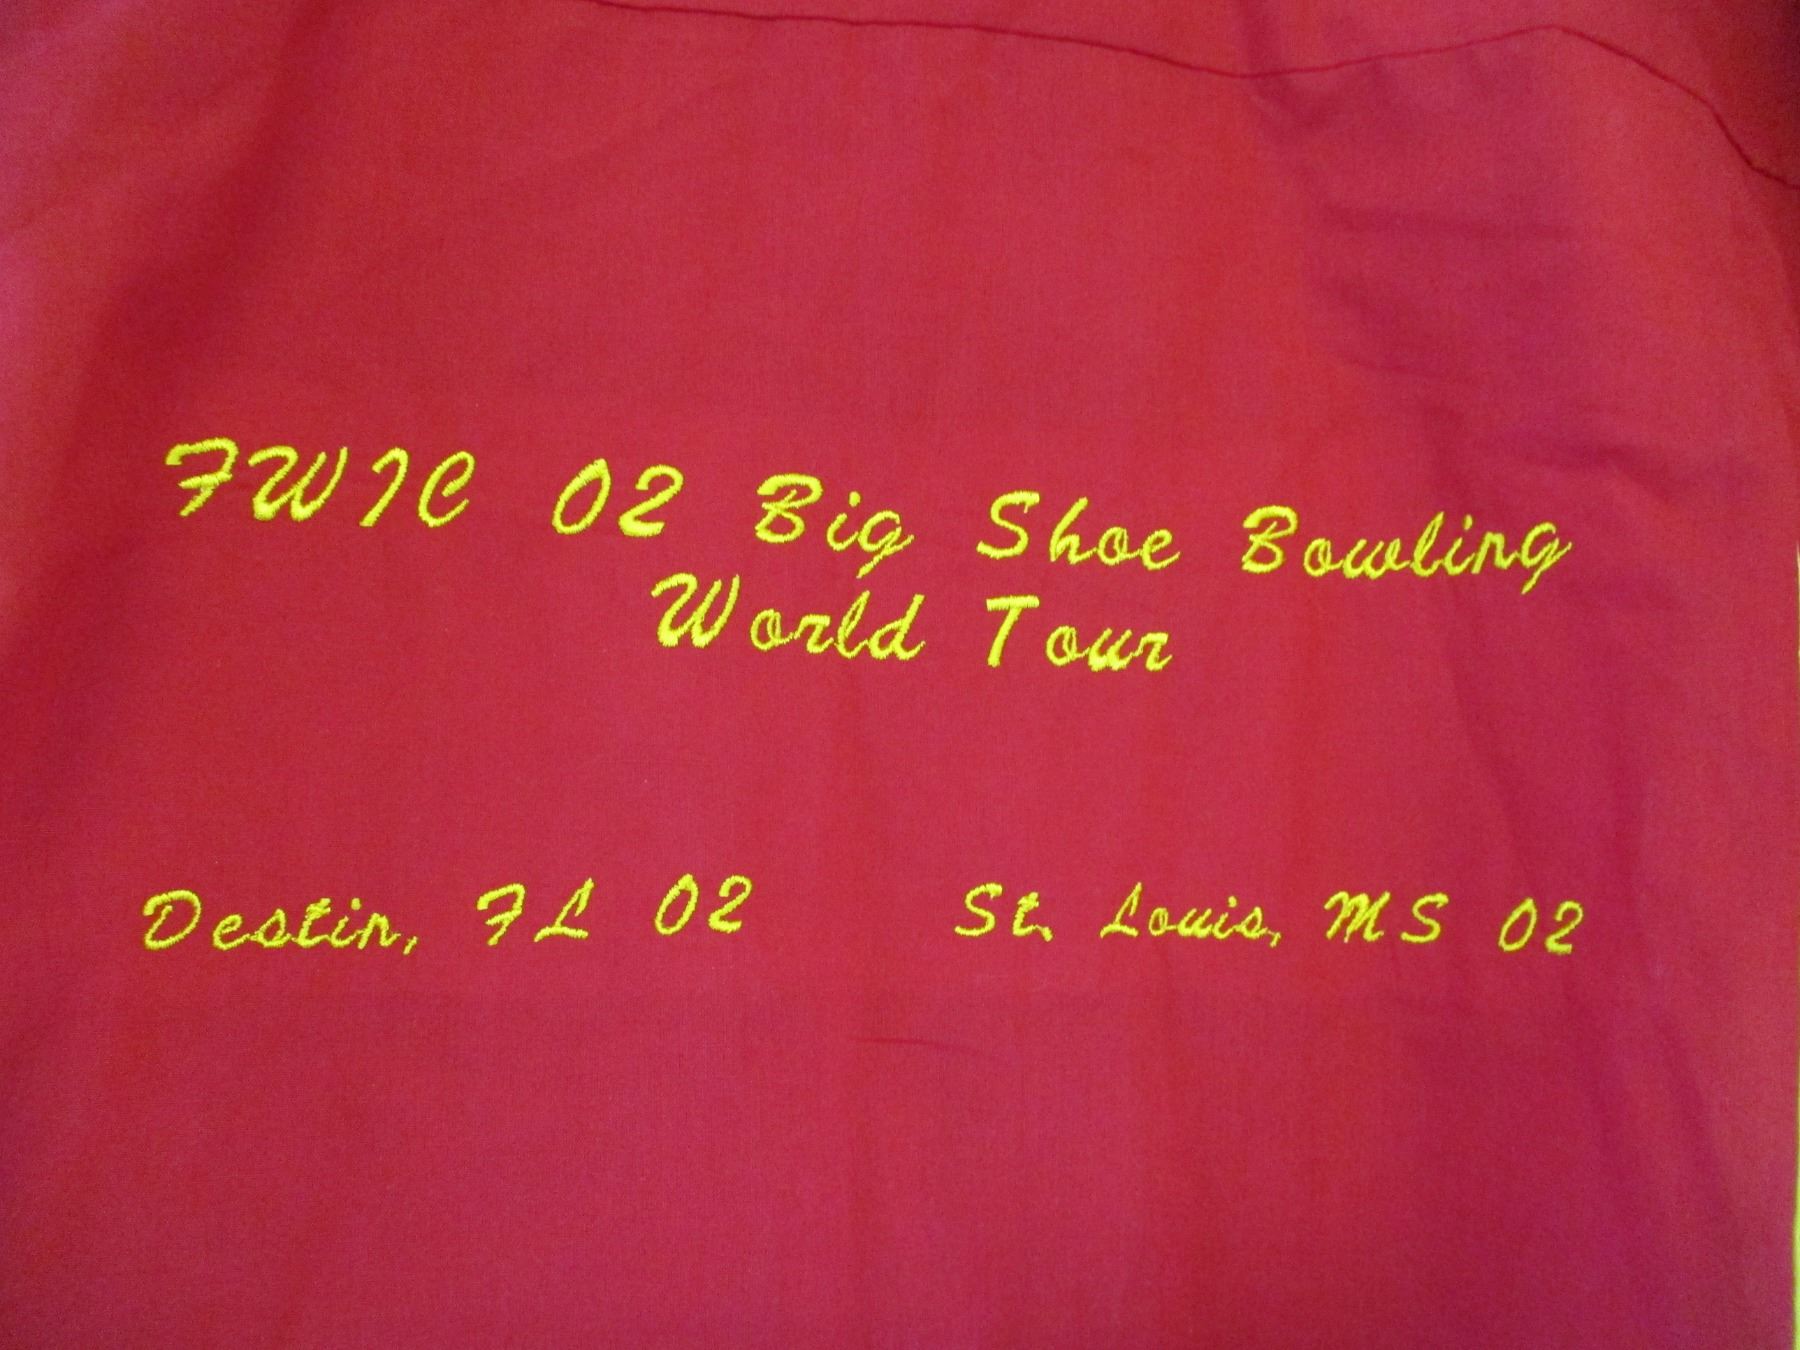 FWIC 02 Big Shoe Bowling
World Tour
Destin, FL 02 St. Louis, MS 02